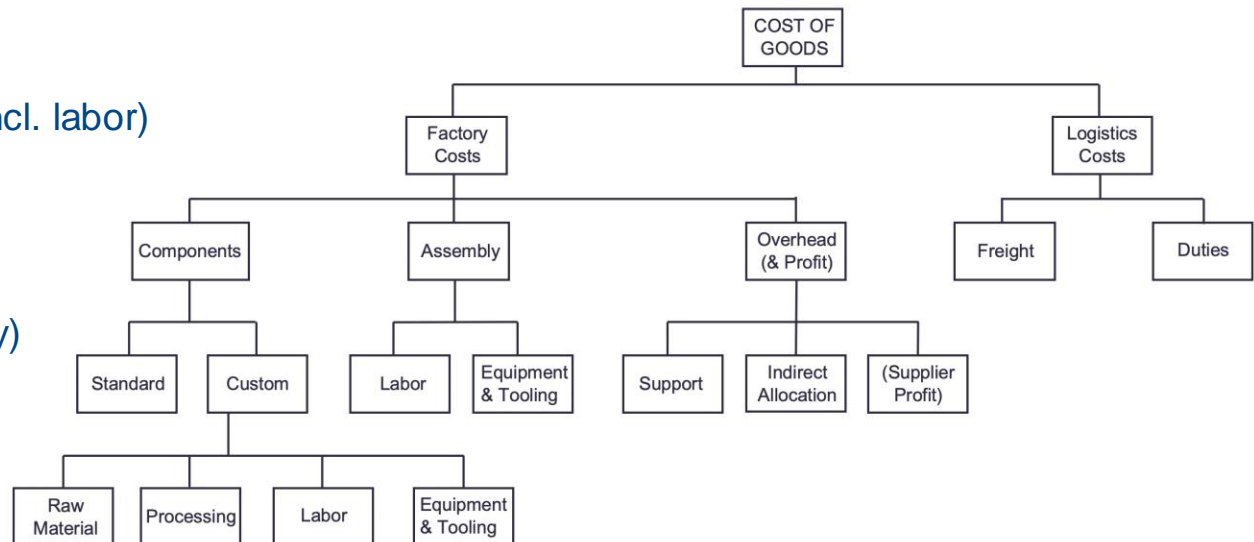 COST OF
GOODS
ncl. labor)
Factory
Costs
Logistics
Costs
Components
Assembly
Overhead
(& Profit)
Freight
Duties
y)
Standard
Custom
Labor
Equipment
& Tooling
Support
Indirect
Allocation
(Supplier
Profit)
Raw
Material
Processing
Labor
Equipment
& Tooling